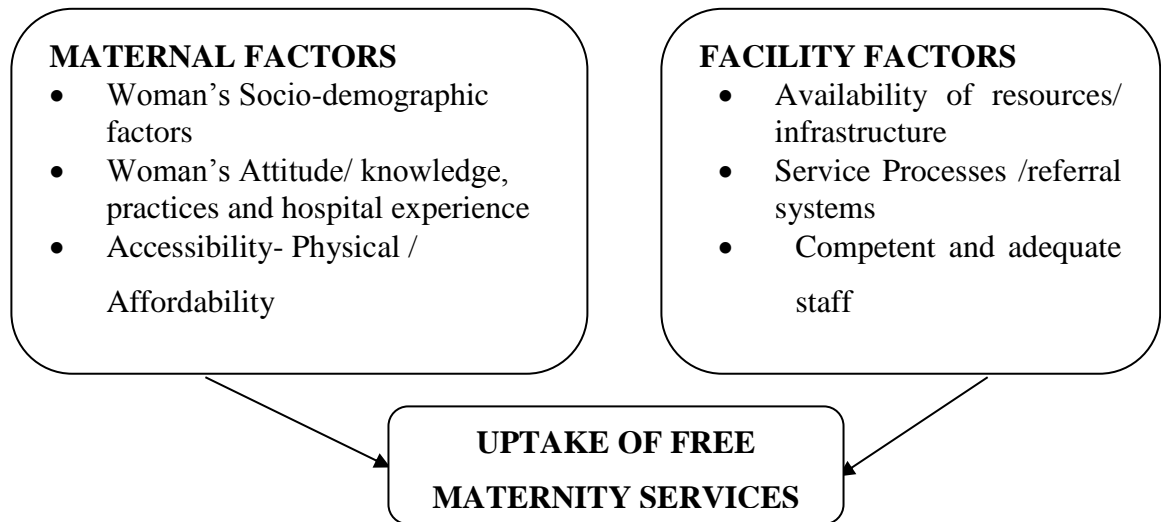 MATERNAL FACTORS
• Woman’s Socio-demographic
factors
• Woman’s Attitude/ knowledge,
practices and hospital experience
• Accessibility- Physical /
Affordability
FACILITY FACTORS
• Availability of resources/
infrastructure
• Service Processes /referral
systems
• Competent and adequate
staff
UPTAKE OF FREE
MATERNITY SERVICES